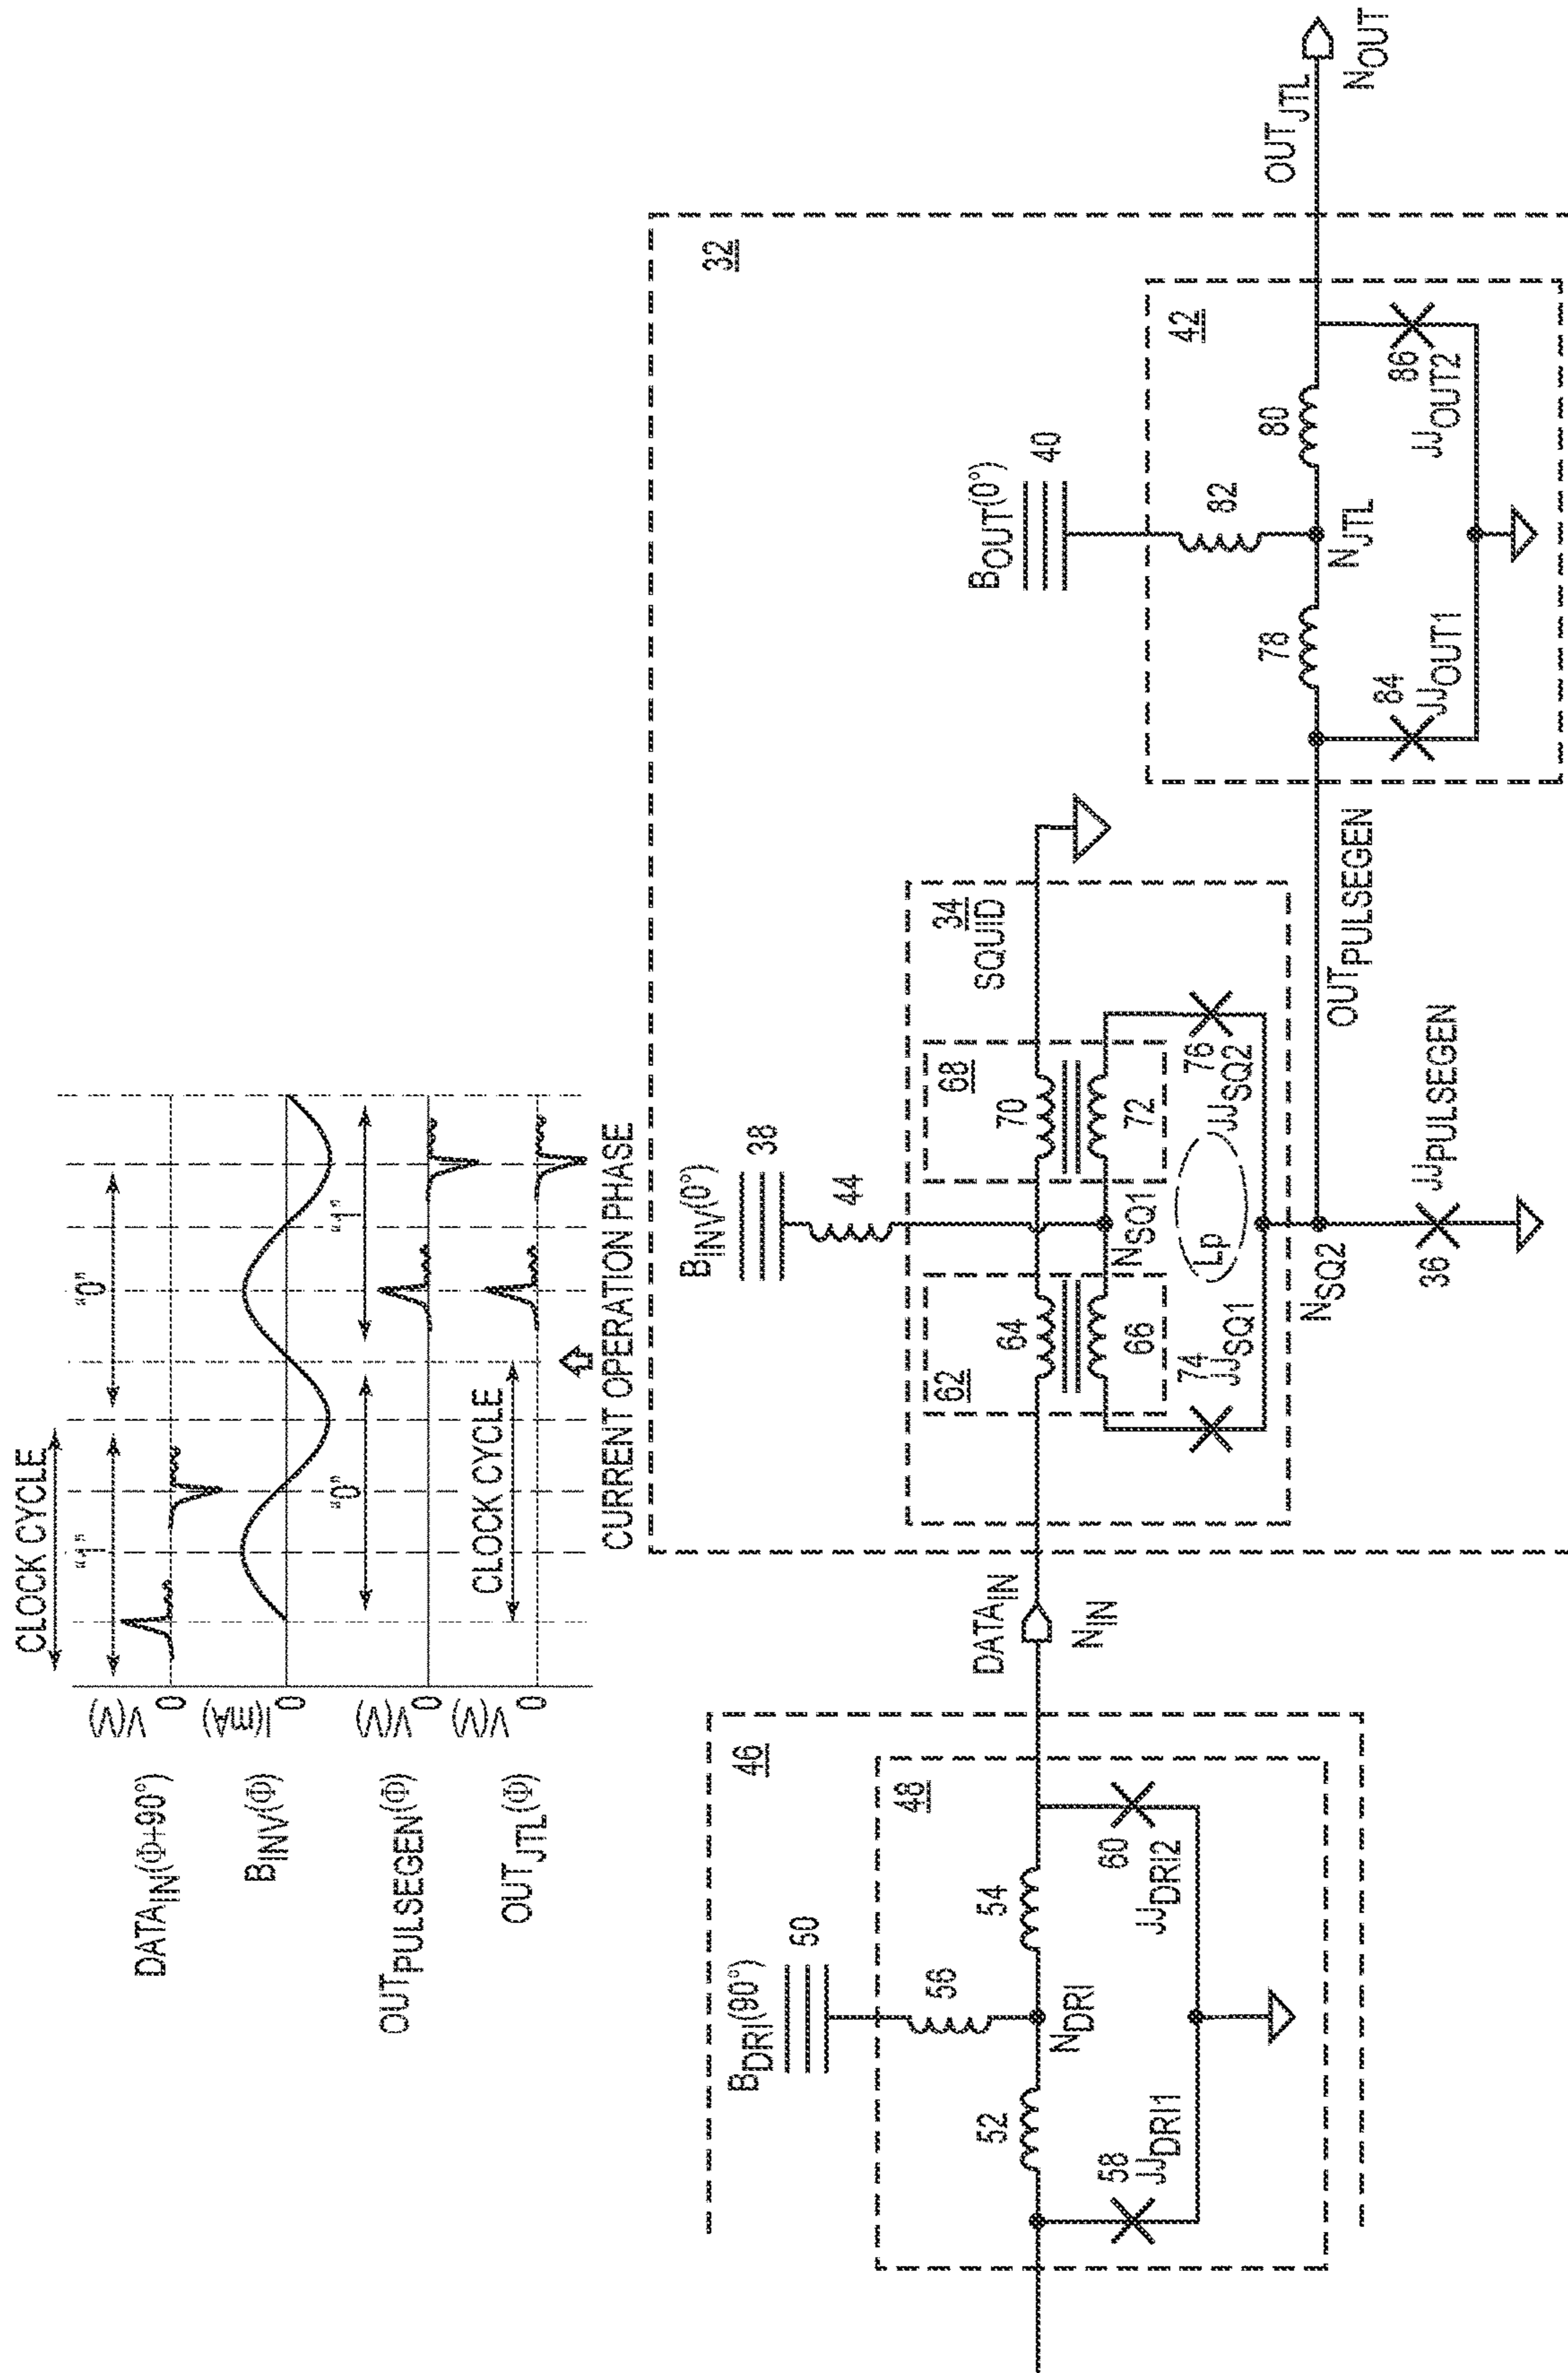 CLOCK CYCLE
"1"
"0"
DATA_IN(Φ+90°)
V(V)
0
B_INV(Φ)
I(mA)
0
"0"
"1"
OUT_PULSEGEN(Φ)
V(V)
0
CLOCK CYCLE
OUT_JTL(Φ)
V(V)
0
CURRENT OPERATION PHASE
46
B_DRI(90°)
50
48
56
52
54
N_DRI
58
JJ_DRI1
60
JJ_DRI2
DATA_IN
N_IN
32
B_INV(0°)
38
44
34
SQUID
62
64
66
68
70
72
N_SQ1
74
JJ_SQ1
Lp
76
JJ_SQ2
N_SQ2
36
JJ_PULSEGEN
OUT_PULSEGEN
B_OUT(0°)
40
42
82
78
80
N_JTL
84
JJ_OUT1
86
JJ_OUT2
OUT_JTL
N_OUT